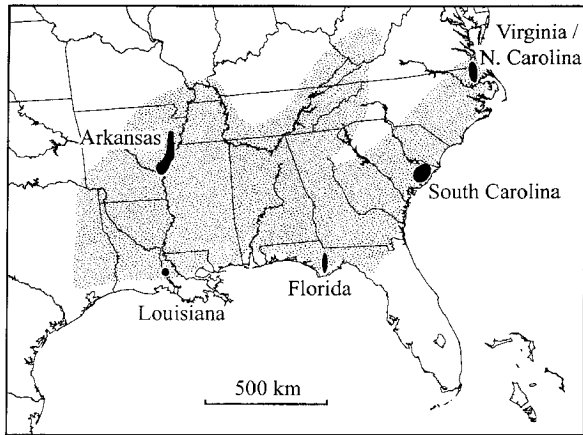 Virginia /
N. Carolina
Arkansas
South Carolina
Florida
Louisiana
500 km